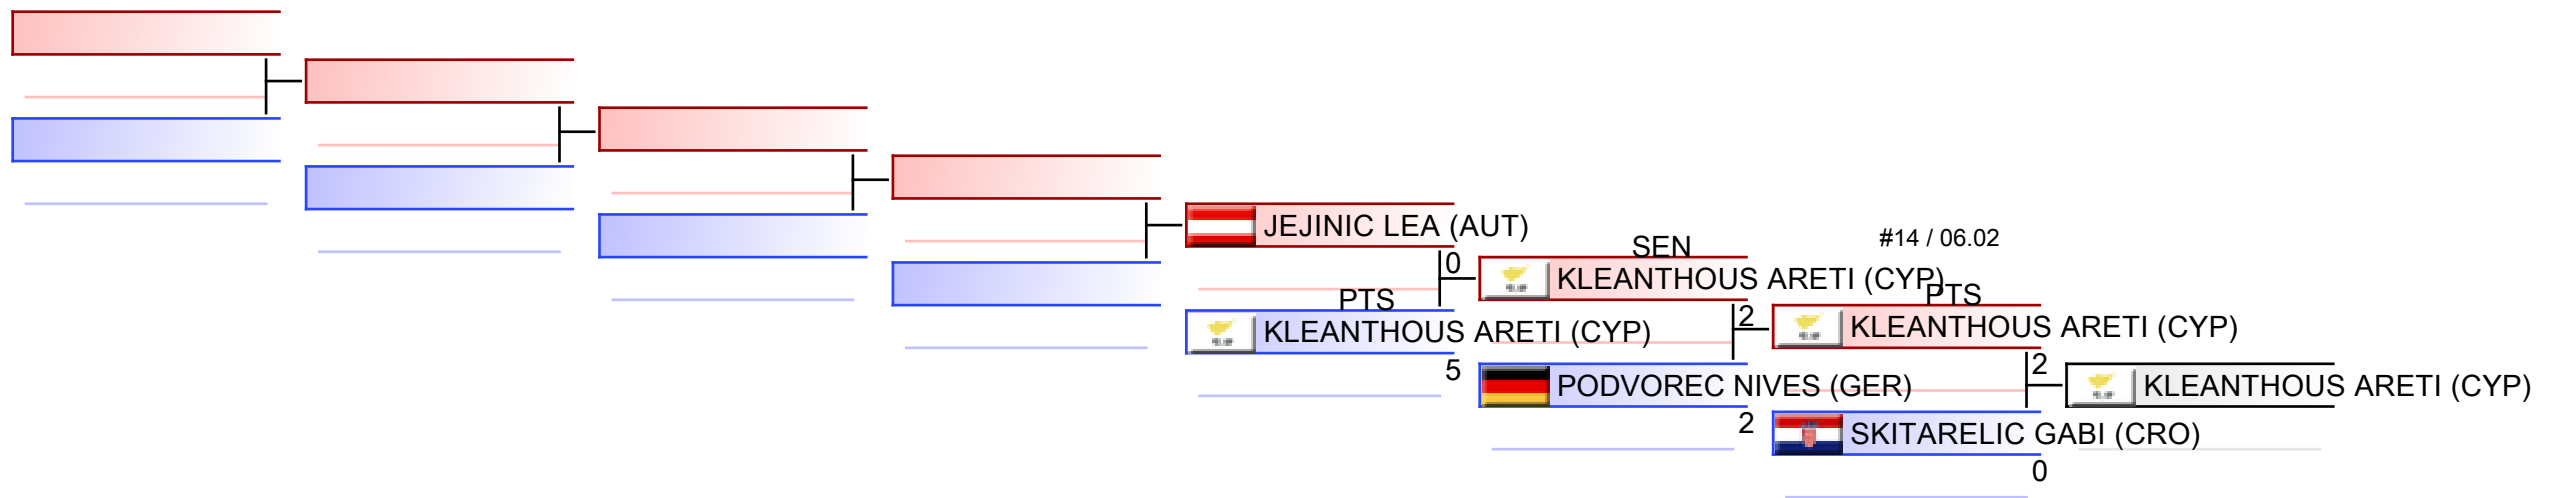 JEJINIC LEA (AUT)
0
PTS
KLEANTHOUS ARETI (CYP)
5
SEN
KLEANTHOUS ARETI (CYP)
2
PODVOREC NIVES (GER)
2
#14 / 06.02
PTS
KLEANTHOUS ARETI (CYP)
2
SKITARELIC GABI (CRO)
0
KLEANTHOUS ARETI (CYP)